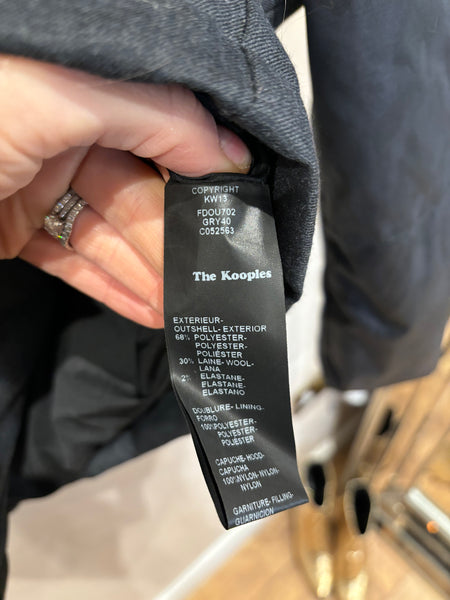 COPYRIGHT
KW13
FDOU702
GRY40
C052563
The Kooples
EXTERIEUR-
OUTSHELL- EXTERIOR
68% POLYESTER-
POLYESTER-
POLIÉSTER
30% LAINE- WOOL-
LANA
2% ELASTANE-
ELASTANE-
ELASTANO
DOUBLURE- LINING-
FORRO
100%POLYESTER-
POLYESTER-
POLIÉSTER
CAPUCHE- HOOD-
CAPUCHA
100%NYLON- NYLON-
NYLON
GARNITURE- FILLING-
GUARNICION